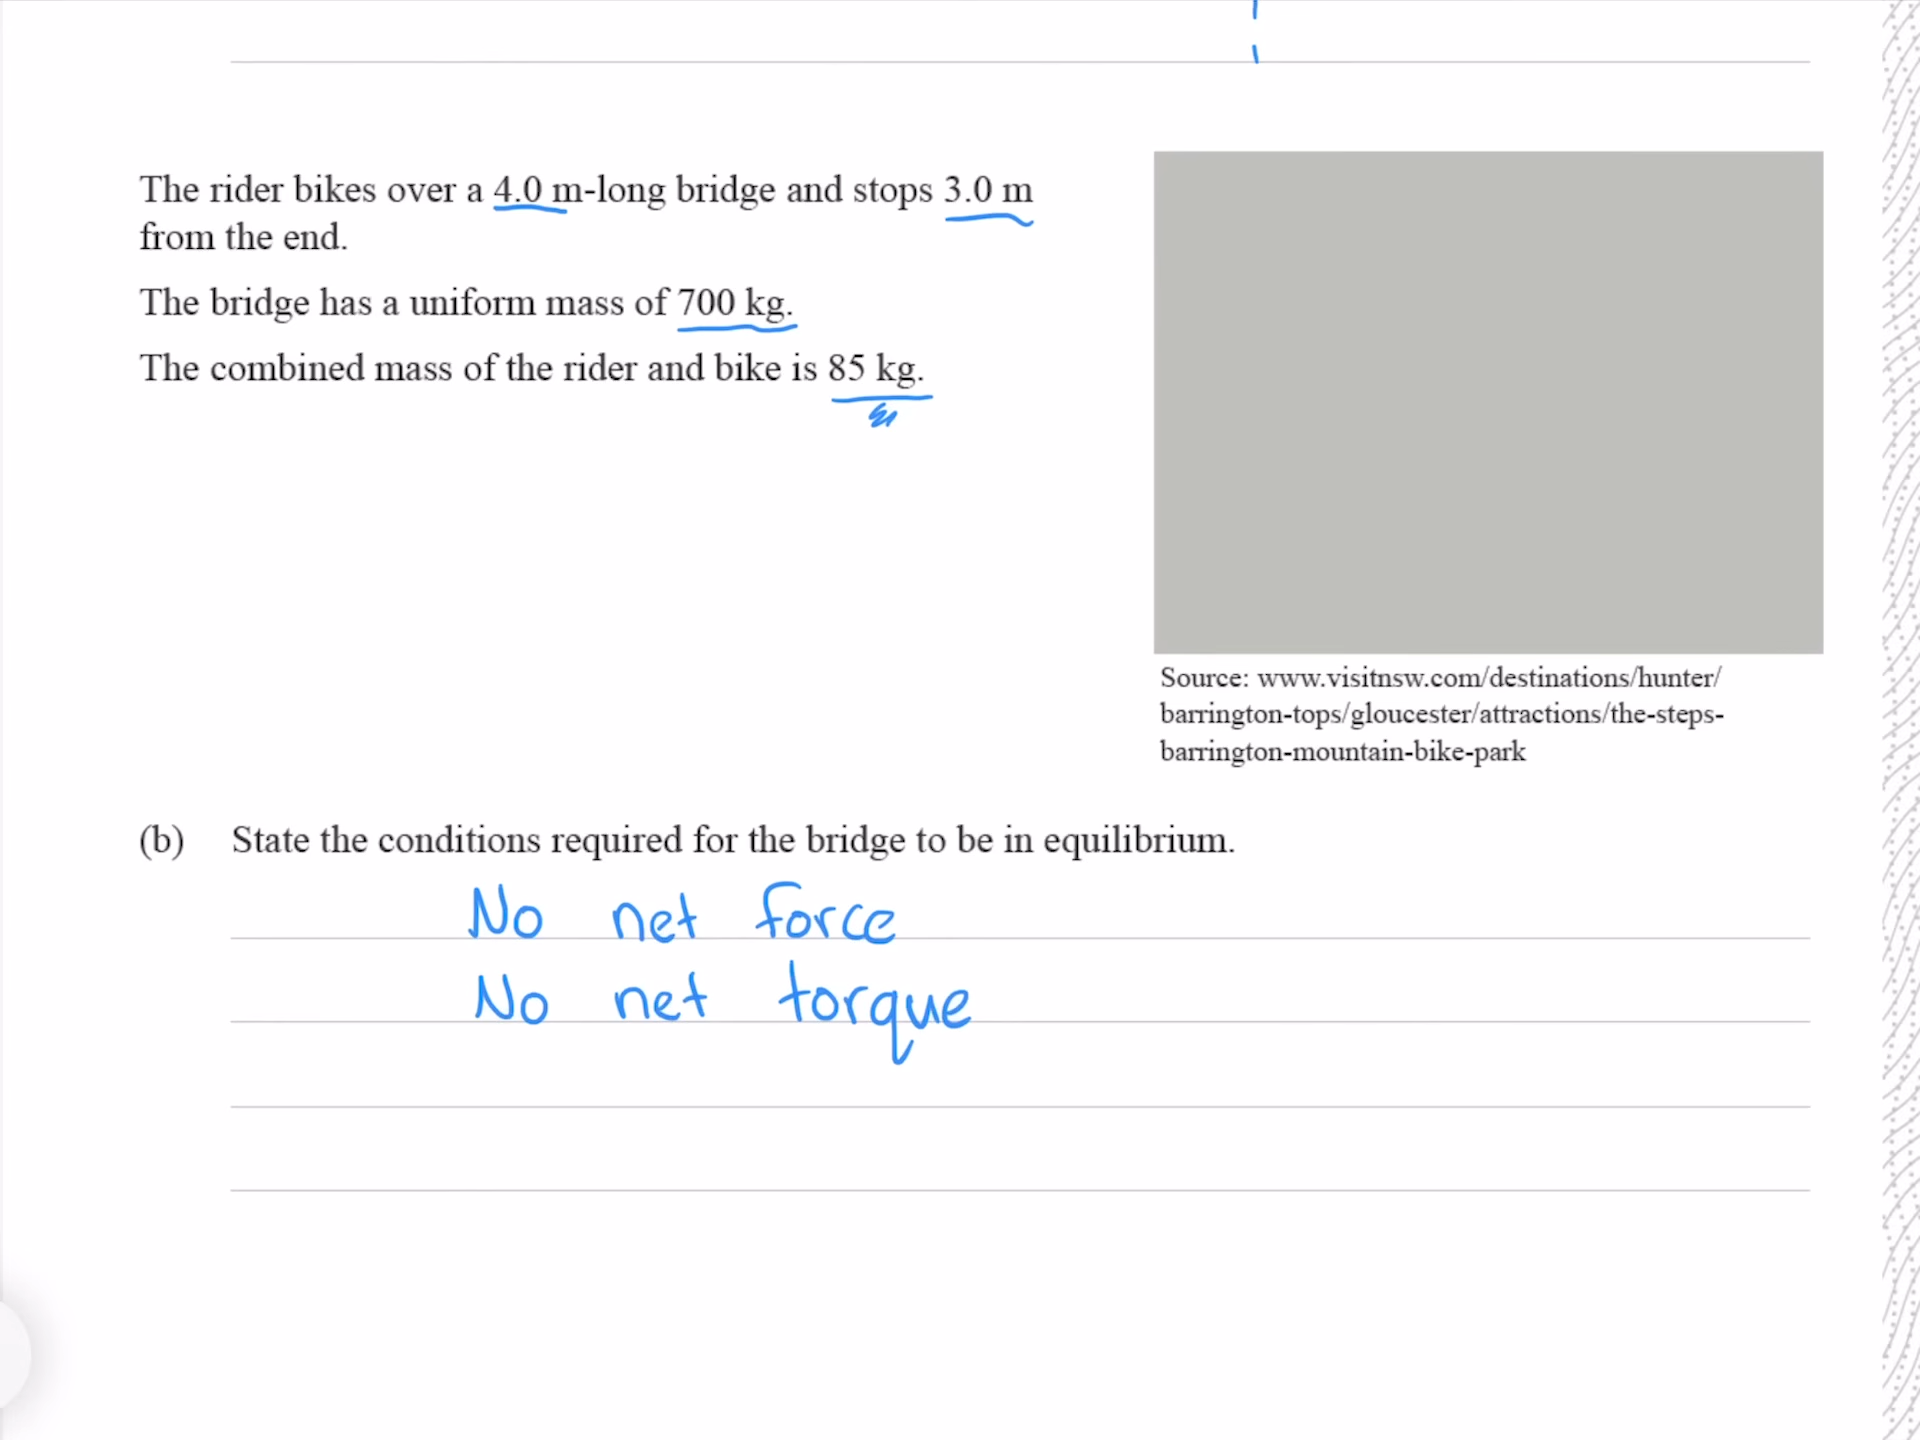 The rider bikes over a 4.0 m-long bridge and stops 3.0 m
from the end.
The bridge has a uniform mass of 700 kg.
The combined mass of the rider and bike is 85 kg.
Source: www.visitnsw.com/destinations/hunter/
barrington-tops/gloucester/attractions/the-steps-
barrington-mountain-bike-park
(b) State the conditions required for the bridge to be in equilibrium.
No net force
No net torque